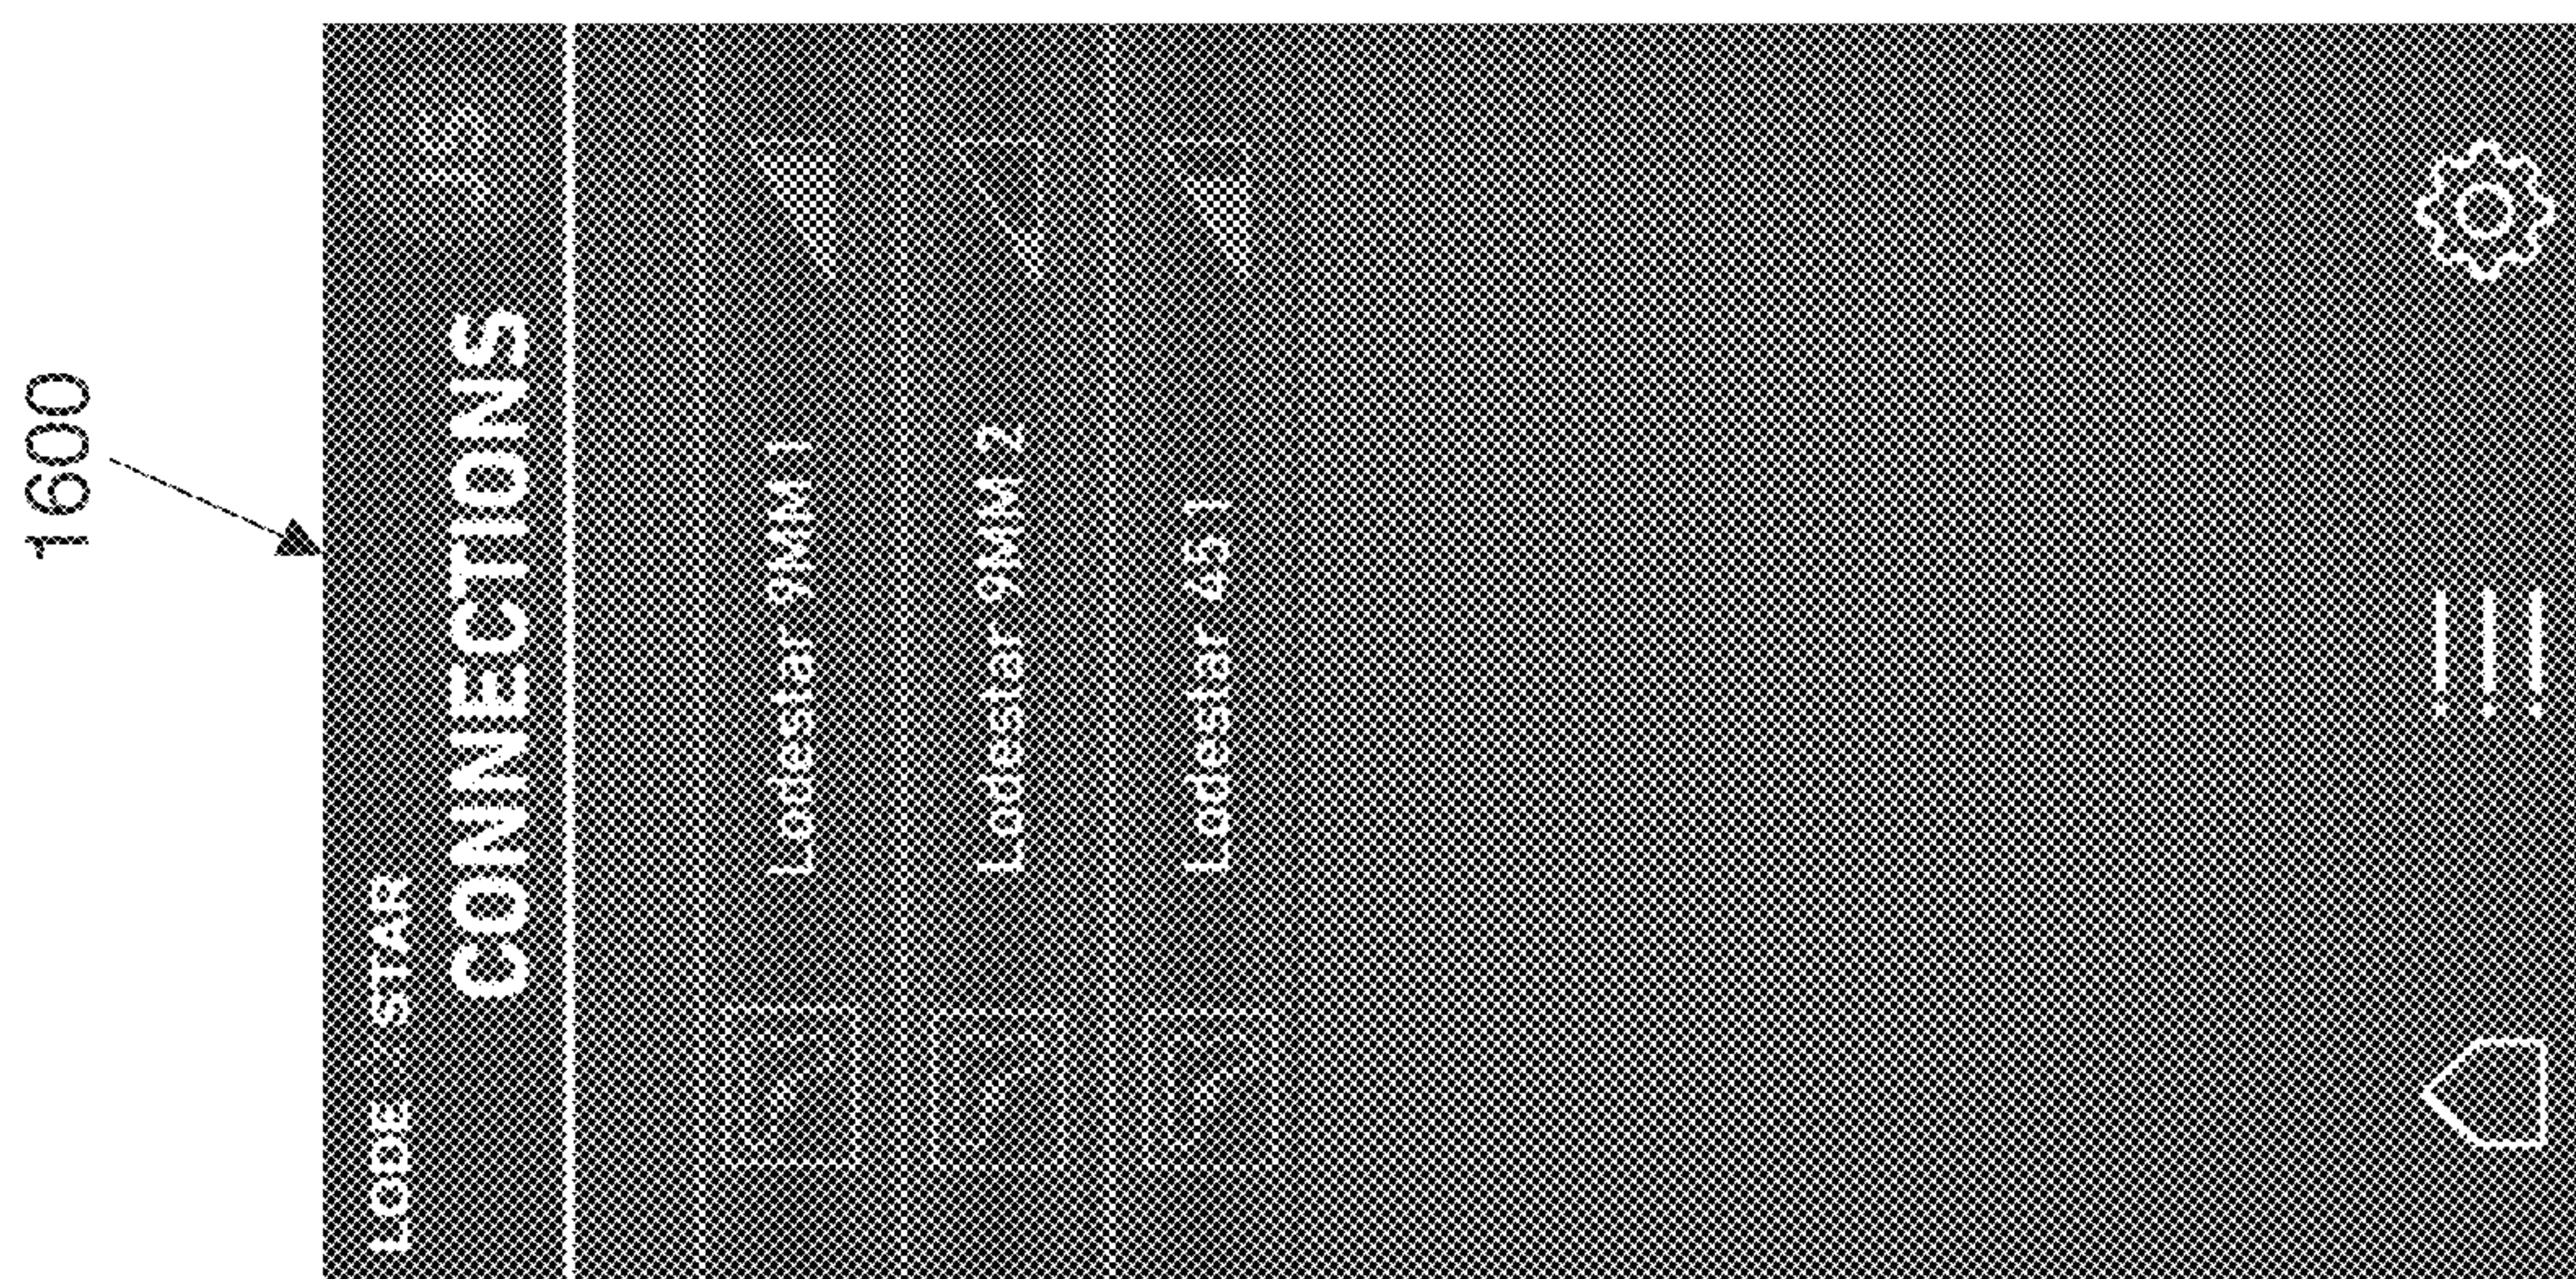 1600
LODE STAR
CONNECTIONS
Lodestar 9MM 1
Lodestar 9MM 2
Lodestar 45 1